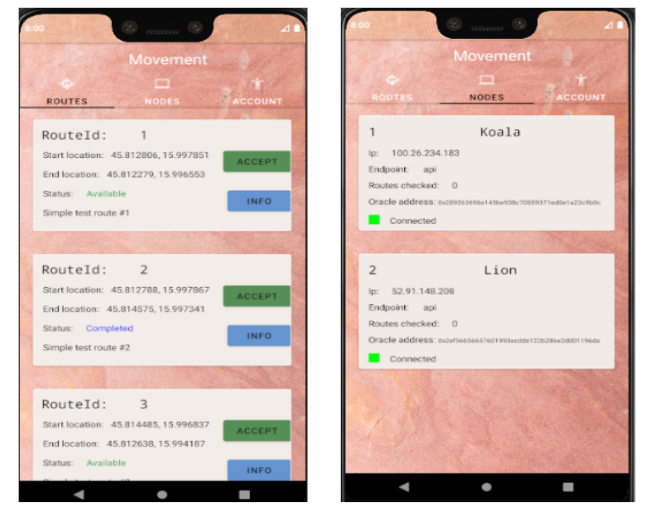 8:00
Movement
ROUTES NODES ACCOUNT
RouteId: 1
Start location: 45.812806, 15.997851
ACCEPT
End location: 45.812279, 15.996553
Status: Available
INFO
Simple test route #1
RouteId: 2
Start location: 45.812788, 15.997867
ACCEPT
End location: 45.814575, 15.997341
Status: Completed
INFO
Simple test route #2
RouteId: 3
Start location: 45.814485, 15.996837
ACCEPT
End location: 45.812638, 15.994187
Status: Available
INFO
8:00
Movement
ROUTES NODES ACCOUNT
1 Koala
Ip: 100.26.234.183
Endpoint: api
Routes checked: 0
Oracle address:
Connected
2 Lion
Ip: 52.91.148.208
Endpoint: api
Routes checked: 0
Oracle address:
Connected